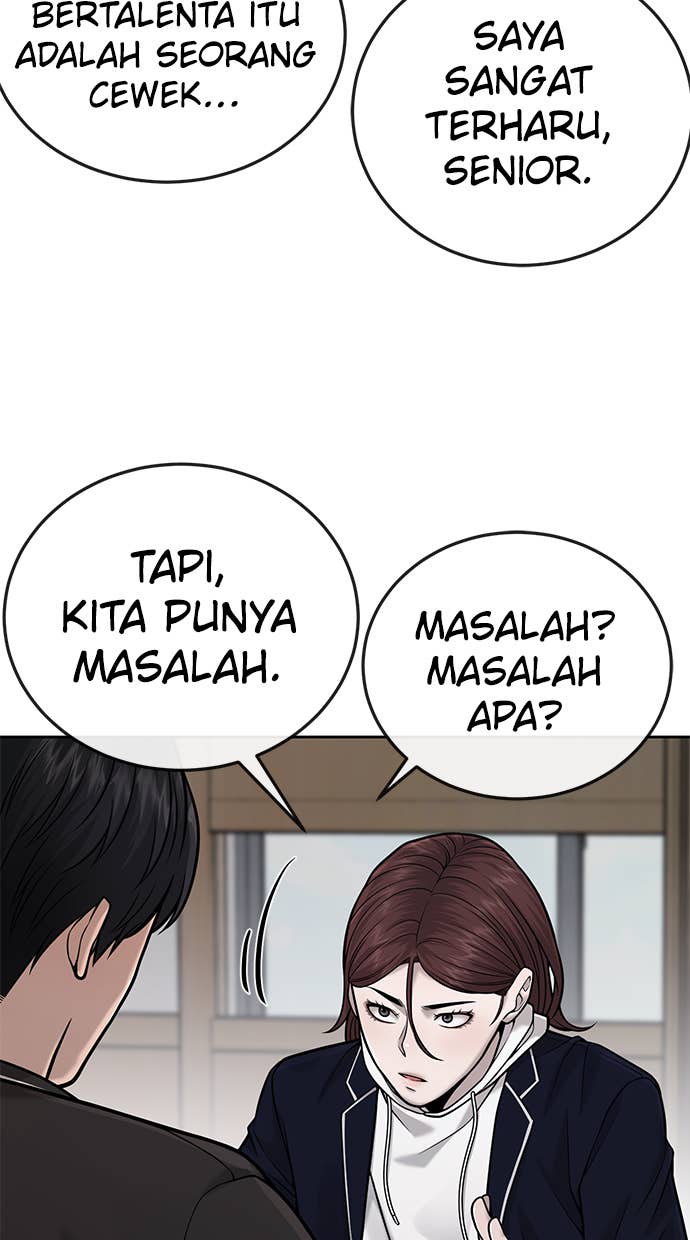 BERTALENTA ITU
ADALAH SEORANG
CEWEK...
SAYA
SANGAT
TERHARU,
SENIOR.
TAPI,
KITA PUNYA
MASALAH.
MASALAH?
MASALAH
APA?